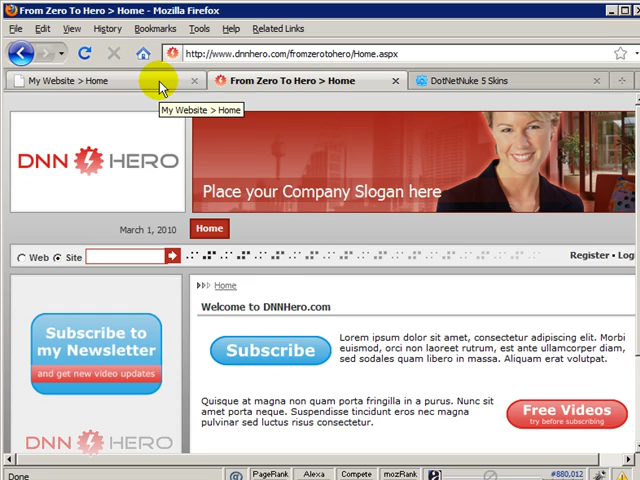 From Zero To Hero > Home - Mozilla Firefox
File Edit View History Bookmarks Tools Help Related Links
http://www.dnnhero.com/fromzerotohero/Home.aspx
My Website > Home
From Zero To Hero > Home
DotNetNuke 5 Skins
My Website > Home
DNN HERO
Place your Company Slogan here
March 1, 2010
Home
Web Site
Register • Log
Home
Welcome to DNNHero.com
Subscribe to
my Newsletter
and get new video updates
Subscribe
Lorem ipsum dolor sit amet, consectetur adipiscing elit. Morbi
euismod, orci non laoreet rutrum, est ante ullamcorper diam,
sed sodales quam libero in massa. Aliquam erat volutpat.
Quisque at magna non quam porta fringilla in a purus. Nunc sit
amet porta neque. Suspendisse tincidunt eros nec magna
pulvinar sed luctus risus consectetur.
Free Videos
try before subscribing
DNN HERO
Done
PageRank Alexa Compete mozRank
#880,012